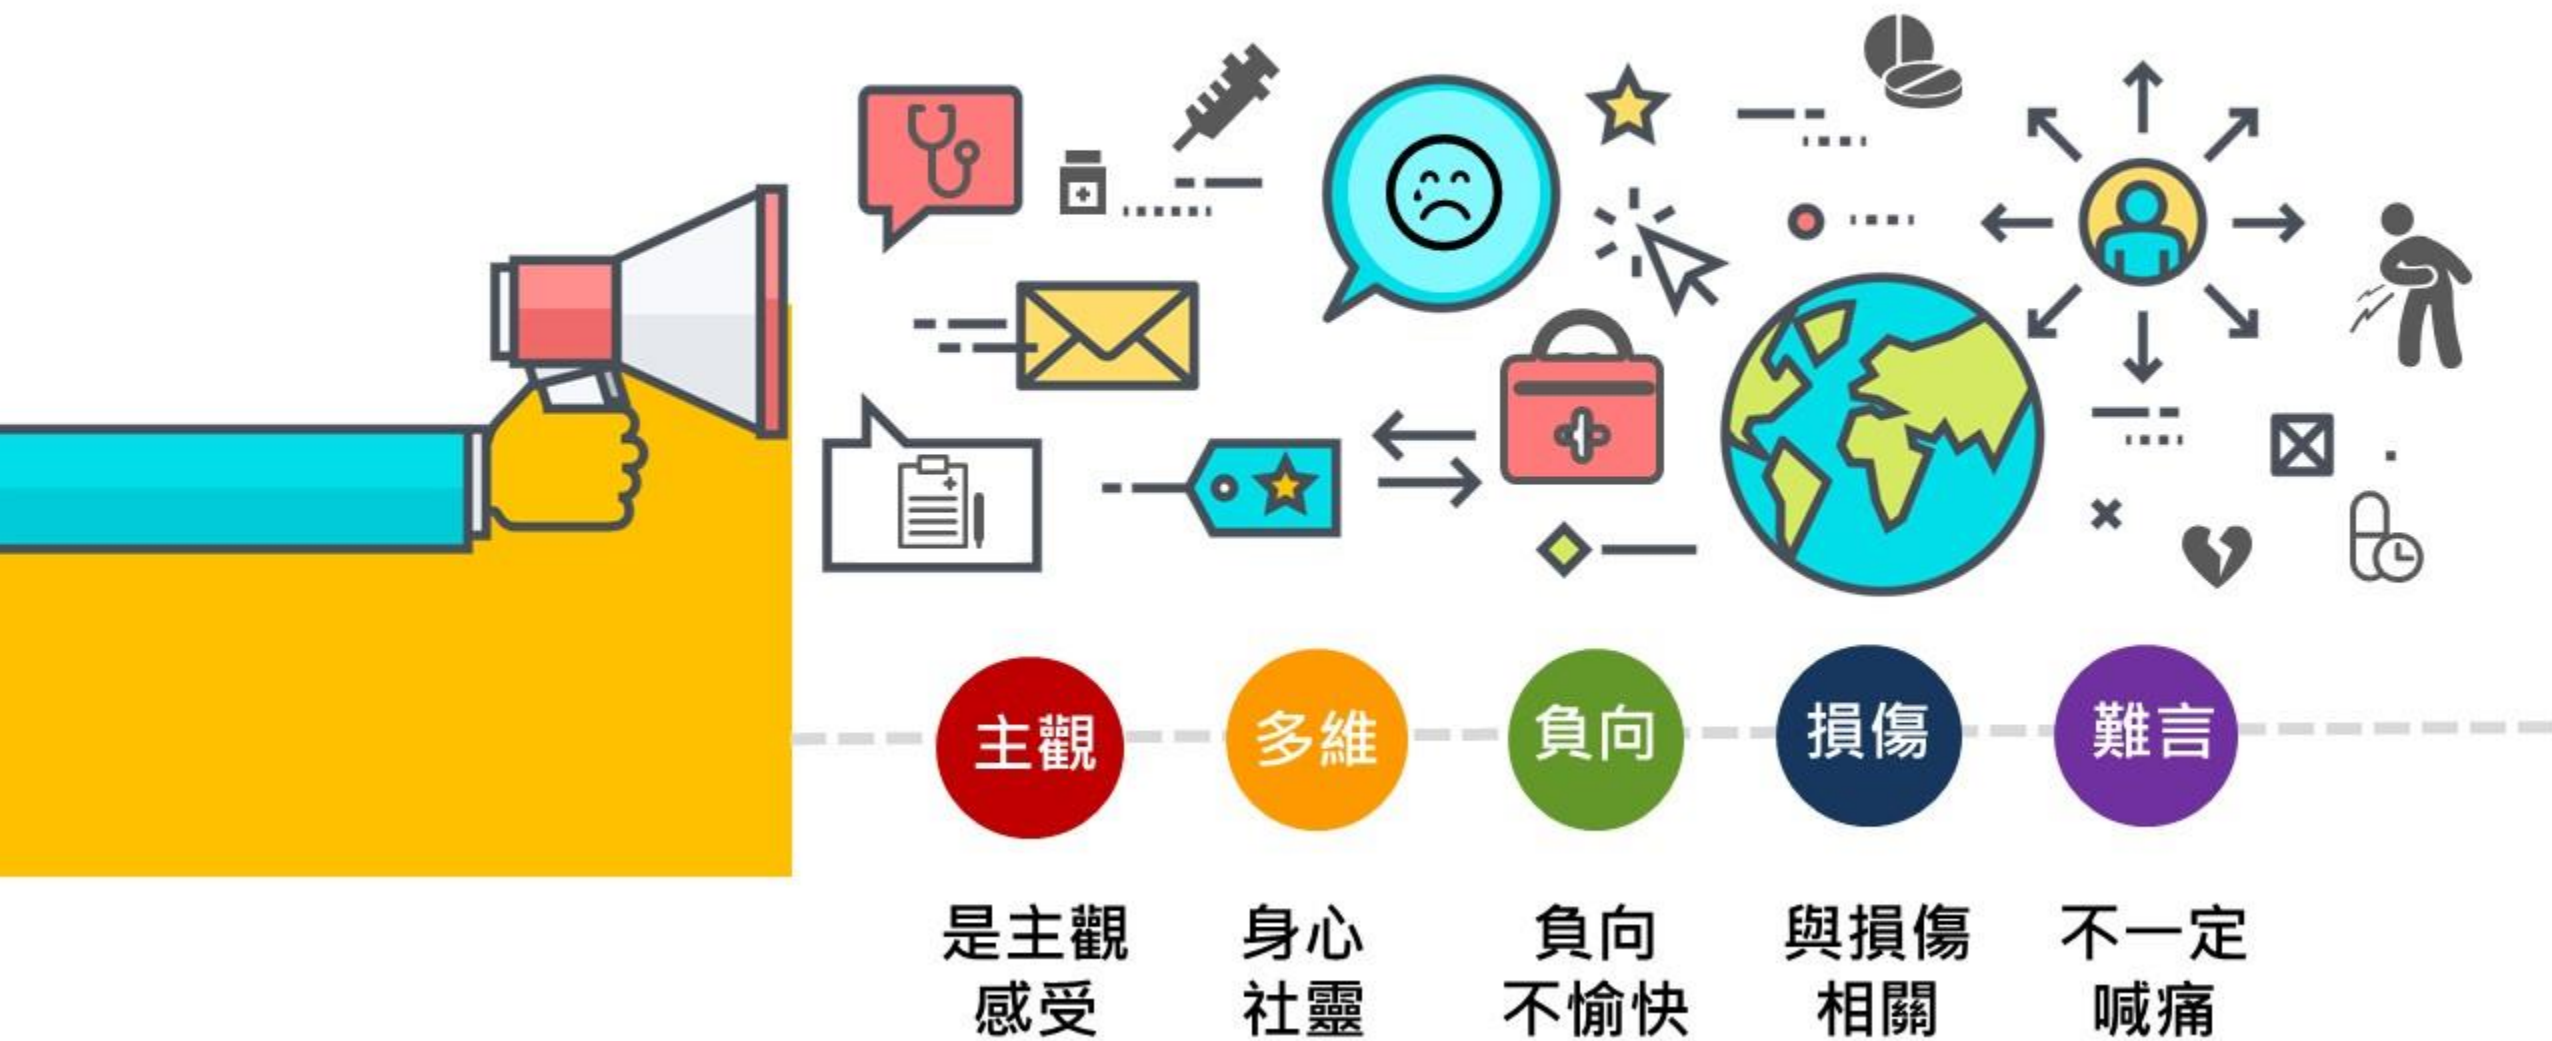 主觀
多維
負向
損傷
難言
是主觀
感受
身心
社靈
負向
不愉快
與損傷
相關
不一定
喊痛